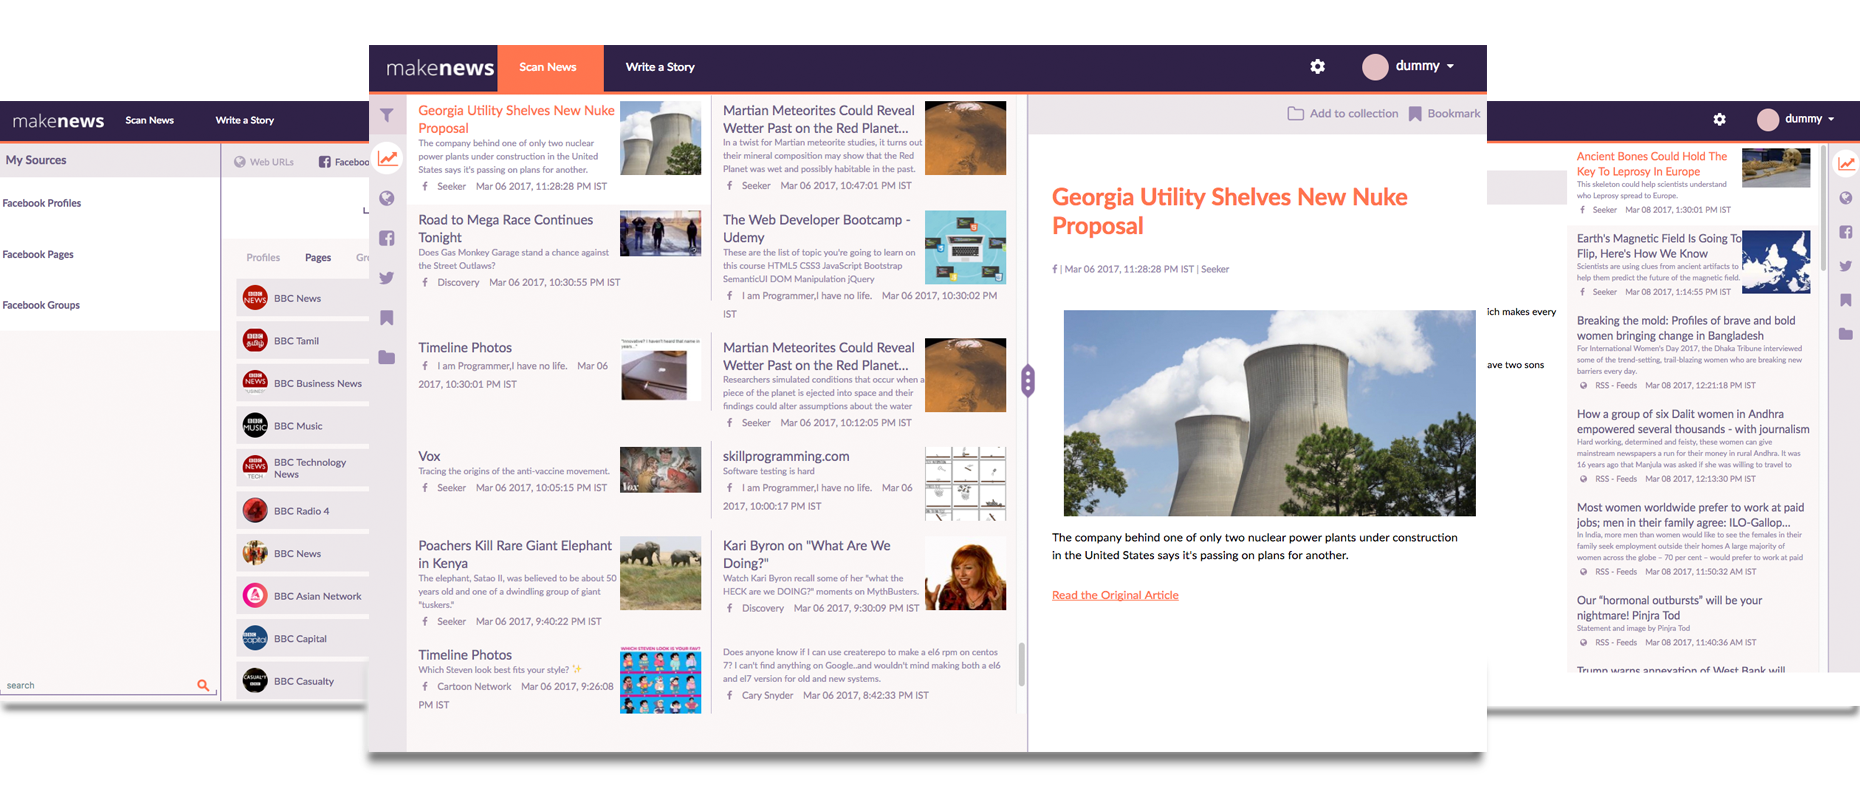 makenews
Scan News
Write a Story
My Sources
Web URLs
Facebo
Facebook Profiles
Facebook Pages
Facebook Groups
Profiles
Pages
Gr
BBC News
BBC Tamil
BBC Business News
BBC Music
BBC Technology
News
BBC Radio 4
BBC News
BBC Asian Network
BBC Capital
BBC Casualty
search
makenews
Scan News
Write a Story
dummy
Georgia Utility Shelves New Nuke
Proposal
The company behind one of only two nuclear
power plants under construction in the United
States says it's passing on plans for another.
Seeker Mar 06 2017, 11:28:28 PM IST
Martian Meteorites Could Reveal
Wetter Past on the Red Planet...
In a twist for Martian meteorite studies, it turns out
their mineral composition may show that the Red
Planet was wet and possibly habitable in the past.
Seeker Mar 06 2017, 10:47:01 PM IST
Road to Mega Race Continues
Tonight
Does Gas Monkey Garage stand a chance against
the Street Outlaws?
Discovery Mar 06 2017, 10:30:55 PM IST
The Web Developer Bootcamp -
Udemy
These are the list of topic you're going to learn on
this course HTML5 CSS3 JavaScript Bootstrap
SemanticUI DOM Manipulation jQuery
I am Programmer,I have no life. Mar 06 2017, 10:30:02 PM
IST
Timeline Photos
I am Programmer,I have no life. Mar 06
2017, 10:30:01 PM IST
Martian Meteorites Could Reveal
Wetter Past on the Red Planet...
Researchers simulated conditions that occur when a
piece of the planet is ejected into space and their
findings could alter assumptions about the water
Seeker Mar 06 2017, 10:12:05 PM IST
Vox
Tracing the origins of the anti-vaccine movement.
Seeker Mar 06 2017, 10:05:15 PM IST
Vox
skillprogramming.com
Software testing is hard
I am Programmer,I have no life. Mar 06
2017, 10:00:17 PM IST
Poachers Kill Rare Giant Elephant
in Kenya
The elephant, Satao II, was believed to be about 50
years old and one of a dwindling group of giant
"tuskers."
Seeker Mar 06 2017, 9:40:22 PM IST
Kari Byron on "What Are We
Doing?"
Watch Kari Byron recall some of her "what the
HECK are we DOING?" moments on MythBusters.
Discovery Mar 06 2017, 9:30:09 PM IST
Timeline Photos
Which Steven look best fits your style? ✨
Cartoon Network Mar 06 2017, 9:26:08
PM IST
WHICH STEVEN LOOK IS YOUR FAV?
Does anyone know if I can use createrepo to make a el6 rpm on centos
7? I can't find anything on Google..and wouldn't mind making both a el6
and el7 version for old and new systems.
Cary Snyder Mar 06 2017, 8:42:33 PM IST
Add to collection
Bookmark
Georgia Utility Shelves New Nuke
Proposal
f | Mar 06 2017, 11:28:28 PM IST | Seeker
The company behind one of only two nuclear power plants under construction
in the United States says it's passing on plans for another.
Read the Original Article
dummy
ich makes every
ave two sons
Ancient Bones Could Hold The
Key To Leprosy In Europe
This skeleton could help scientists understand
who Leprosy spread to Europe.
Seeker Mar 08 2017, 1:30:01 PM IST
Earth's Magnetic Field Is Going To
Flip, Here's How We Know
Scientists are using clues from ancient artifacts to
help them predict the future of the magnetic field.
Seeker Mar 08 2017, 1:14:55 PM IST
Breaking the mold: Profiles of brave and bold
women bringing change in Bangladesh
For International Women's Day 2017, the Dhaka Tribune interviewed
some of the trend-setting, trail-blazing women who are breaking new
barriers every day.
RSS - Feeds Mar 08 2017, 12:21:18 PM IST
How a group of six Dalit women in Andhra
empowered several thousands - with journalism
Hard working, determined and feisty, these women can give
mainstream newspapers a run for their money in rural Andhra. It was
16 years ago that Manjula was asked if she was willing to travel to
RSS - Feeds Mar 08 2017, 12:13:30 PM IST
Most women worldwide prefer to work at paid
jobs; men in their family agree: ILO-Gallop...
In India, more men than women would like to see the females in their
family seek employment outside their homes A large majority of
women across the globe – 70 per cent – would prefer to work at paid
RSS - Feeds Mar 08 2017, 11:50:32 AM IST
Our “hormonal outbursts” will be your
nightmare! Pinjra Tod
Statement and image by Pinjra Tod
RSS - Feeds Mar 08 2017, 11:40:36 AM IST
Trump warns annexation of West Bank will